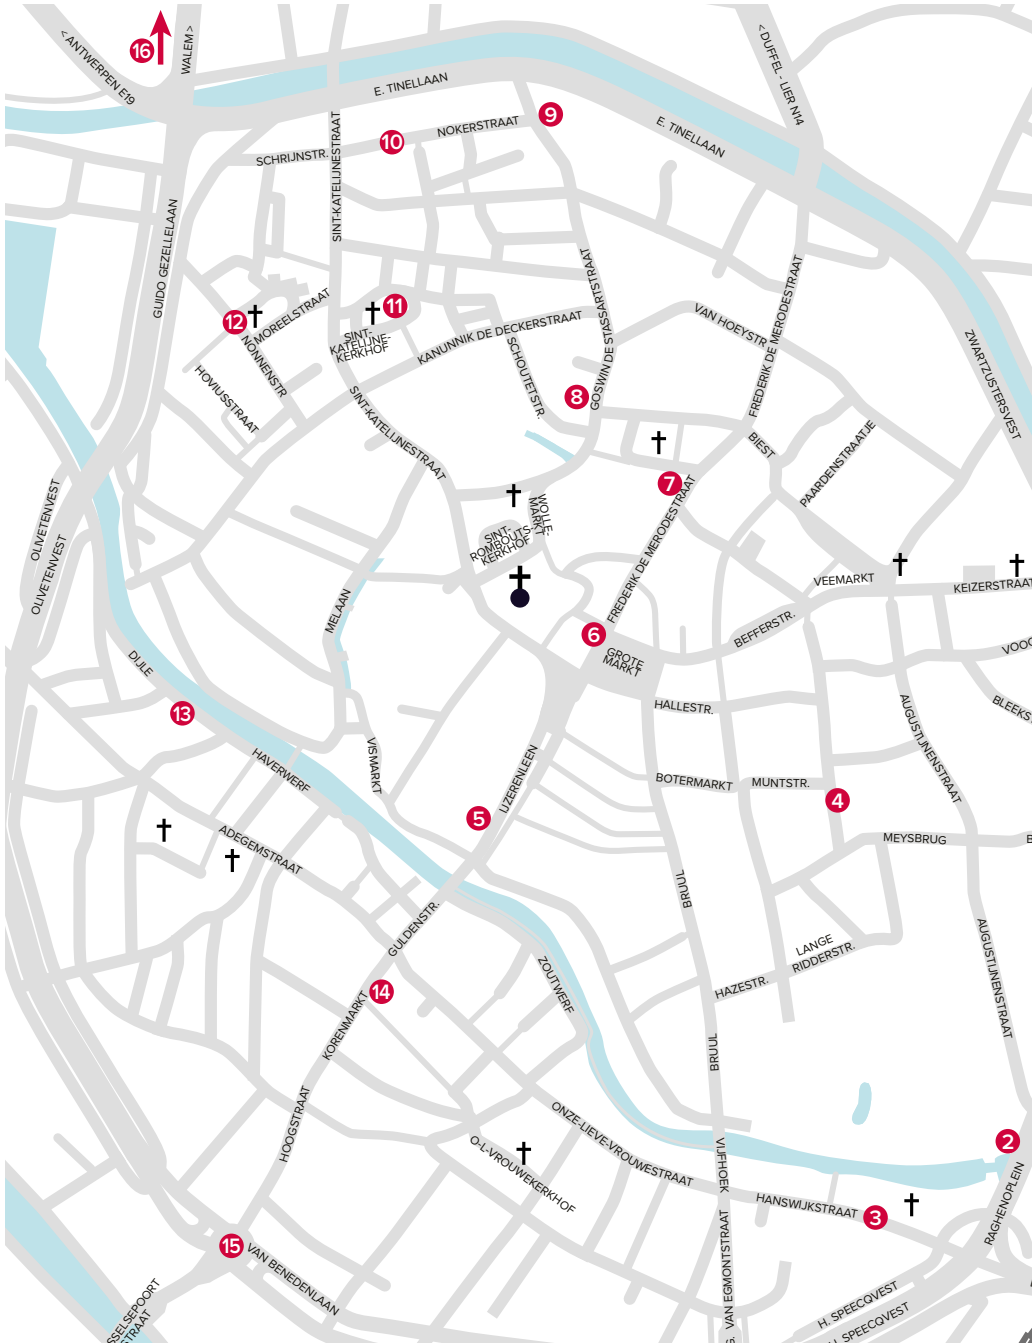 < ANTWERPEN E19
16
WALEM >
E. TINELLAAN
< DUFFEL - LIER N14
E. TINELLAAN
9
10
NOKERSTRAAT
SCHRIJNSTR.
SINT-KATELIJNESTRAAT
GUIDO GEZELLELAAN
12
MOREELSTRAAT
NONNENSTR
HOVIUSSTRAAT
11
SINT-
KATELIJNE-
KERKHOF
KANUNNIK DE DECKERSTRAAT
SCHOUTETSTR.
GOSWIN DE STASSARTSTRAAT
VAN HOEYSTR
FREDERIK DE MERODESTRAAT
ZWARTZUSTERSVEST
8
SINT-KATELIJNESTRAAT
BIEST
PAARDENSTRAATJE
7
OLIVETENVEST
OLIVETENVEST
WOLLE-
MARKT
SINT-
ROMBOUTS-
KERKHOF
FREDERIK DE MERODESTRAAT
VEEMARKT
KEIZERSTRAAT
MELAAN
BEFFERSTR.
6
GROTE
MARKT
DIJLE
13
HALLESTR.
AUGUSTIJNENSTRAAT
HAVERWERF
VISMARKT
IJZERENLEEN
BOTERMARKT
MUNTSTR.
4
5
ADEGEMSTRAAT
MEYSBRUG
BRUUL
GULDENSTR.
LANGE
RIDDERSTR.
ZOUTWERF
HAZESTR.
AUGUSTIJNENSTRAAT
14
KORENMARKT
BRUUL
HOOGSTRAAT
ONZE-LIEVE-VROUWESTRAAT
O-L-VROUWEKERKHOF
VIJFHOEK
2
HANSWIJKSTRAAT
3
RAGHENOPLEIN
15
VAN BENEDENLAAN
VAN EGMONTSTRAAT
H. SPEECQVEST
H. SPEECQVEST